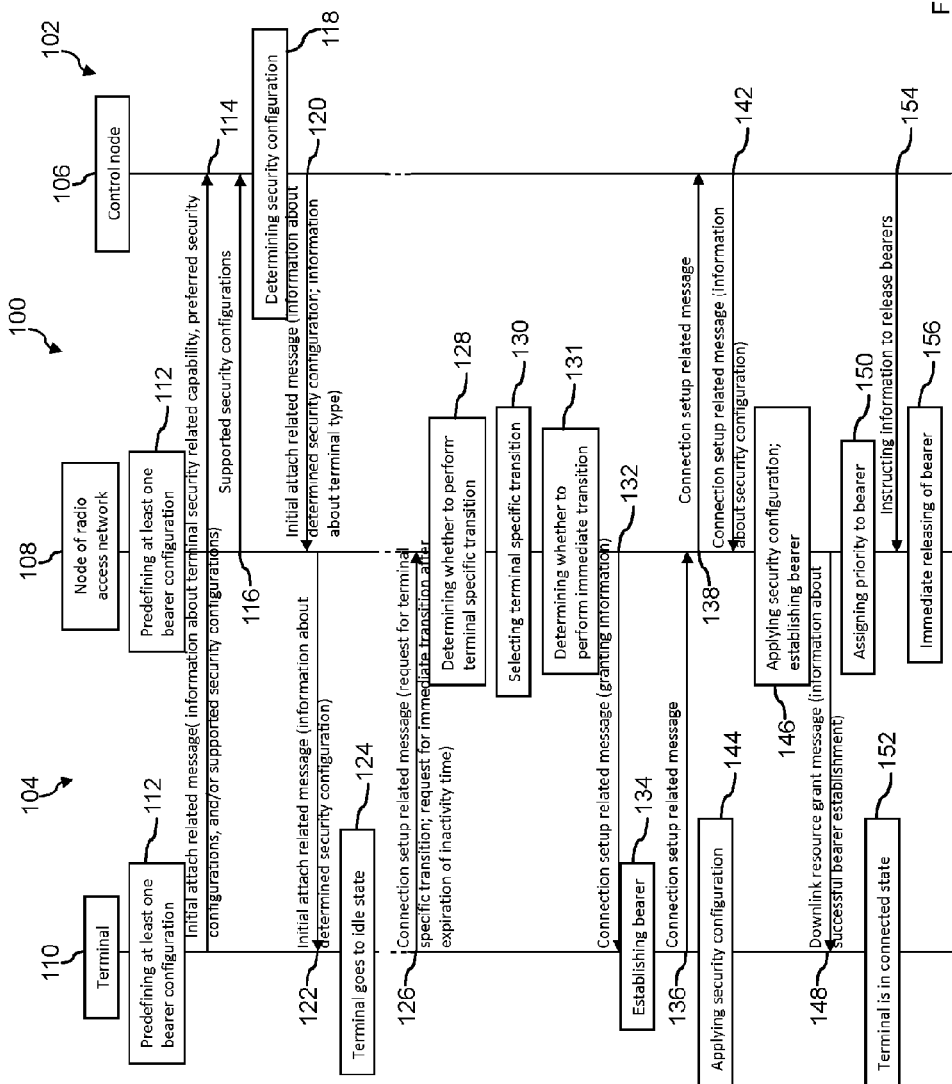 100
104
102
110
Terminal
108
Node of radio
access network
106
Control node
112
Predefining at least one
bearer configuration
112
Predefining at least one
bearer configuration
Initial attach related message( information about terminal security related capability, preferred security
configurations, and/or supported security configurations)
114
116
Supported security configurations
Determining security configuration
118
Initial attach related message (information about
determined security configuration; information
about terminal type)
120
Initial attach related message (information about
determined security configuration)
122
Terminal goes to idle state
124
Connection setup related message (request for terminal
specific transition; request for immediate transition after
expiration of inactivity time)
126
Determining whether to perform
terminal specific transition
128
Selecting terminal specific transition
130
Determining whether to
perform immediate transition
131
Connection setup related message (granting information)
132
Establishing bearer
134
Connection setup related message
136
Connection setup related message
138
Connection setup related message (information
about security configuration)
142
Applying security configuration
144
Applying security configuration;
establishing bearer
146
Downlink resource grant message (information about
successful bearer establishment)
148
Assigning priority to bearer
150
Terminal is in connected state
152
Instructing information to release bearers
154
Immediate releasing of bearer
156
F